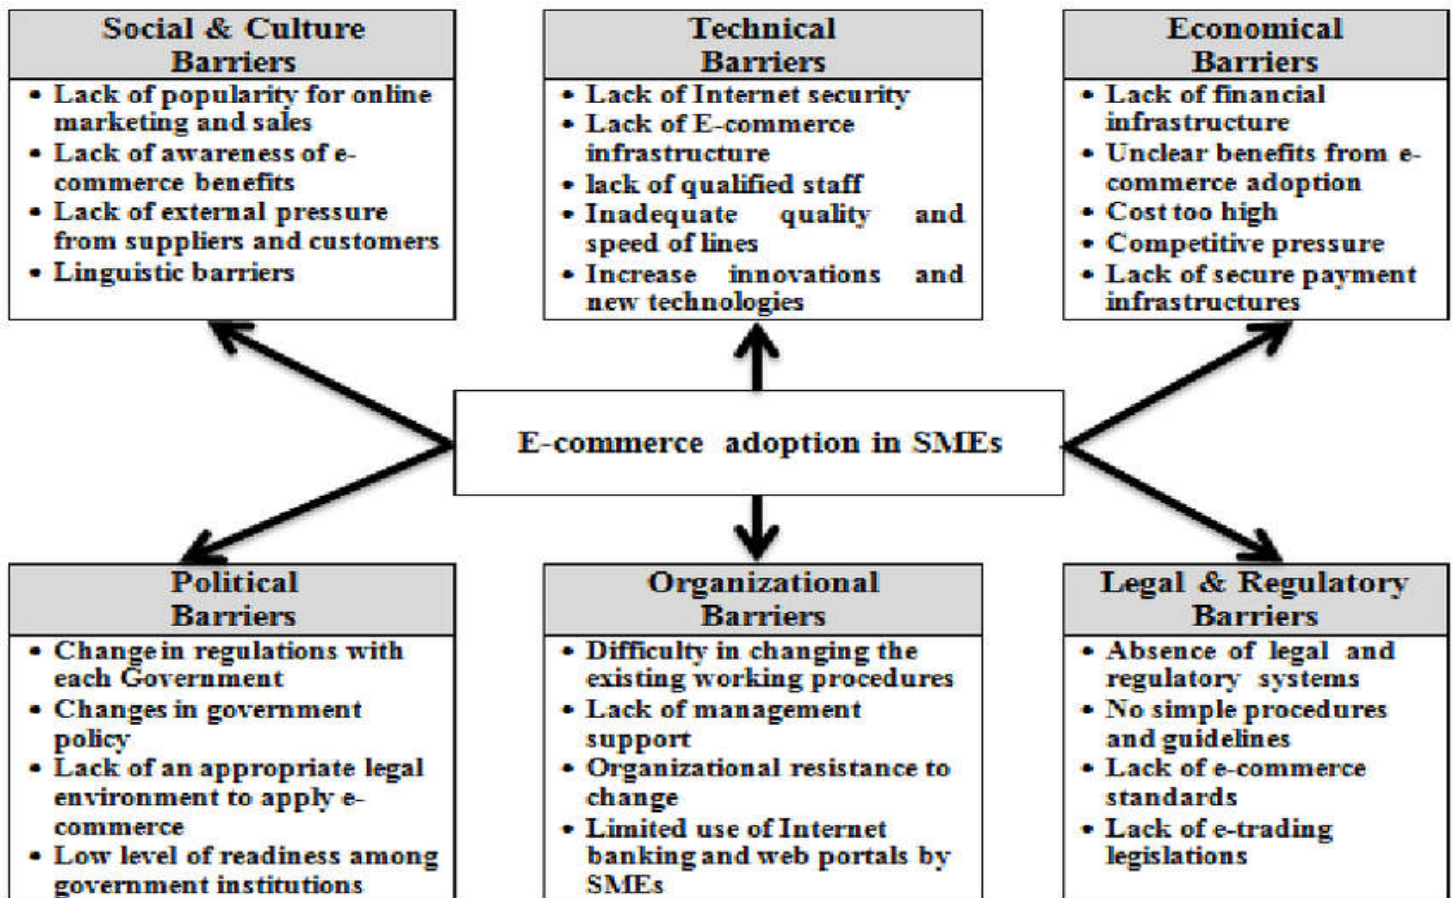 Social & Culture
Barriers
• Lack of popularity for online
marketing and sales
• Lack of awareness of e-
commerce benefits
• Lack of external pressure
from suppliers and customers
• Linguistic barriers
Technical
Barriers
• Lack of Internet security
• Lack of E-commerce
infrastructure
• lack of qualified staff
• Inadequate quality and
speed of lines
• Increase innovations and
new technologies
Economical
Barriers
• Lack of financial
infrastructure
• Unclear benefits from e-
commerce adoption
• Cost too high
• Competitive pressure
• Lack of secure payment
infrastructures
E-commerce adoption in SMEs
Political
Barriers
• Change in regulations with
each Government
• Changes in government
policy
• Lack of an appropriate legal
environment to apply e-
commerce
• Low level of readiness among
government institutions
Organizational
Barriers
• Difficulty in changing the
existing working procedures
• Lack of management
support
• Organizational resistance to
change
• Limited use of Internet
banking and web portals by
SMEs
Legal & Regulatory
Barriers
• Absence of legal and
regulatory systems
• No simple procedures
and guidelines
• Lack of e-commerce
standards
• Lack of e-trading
legislations